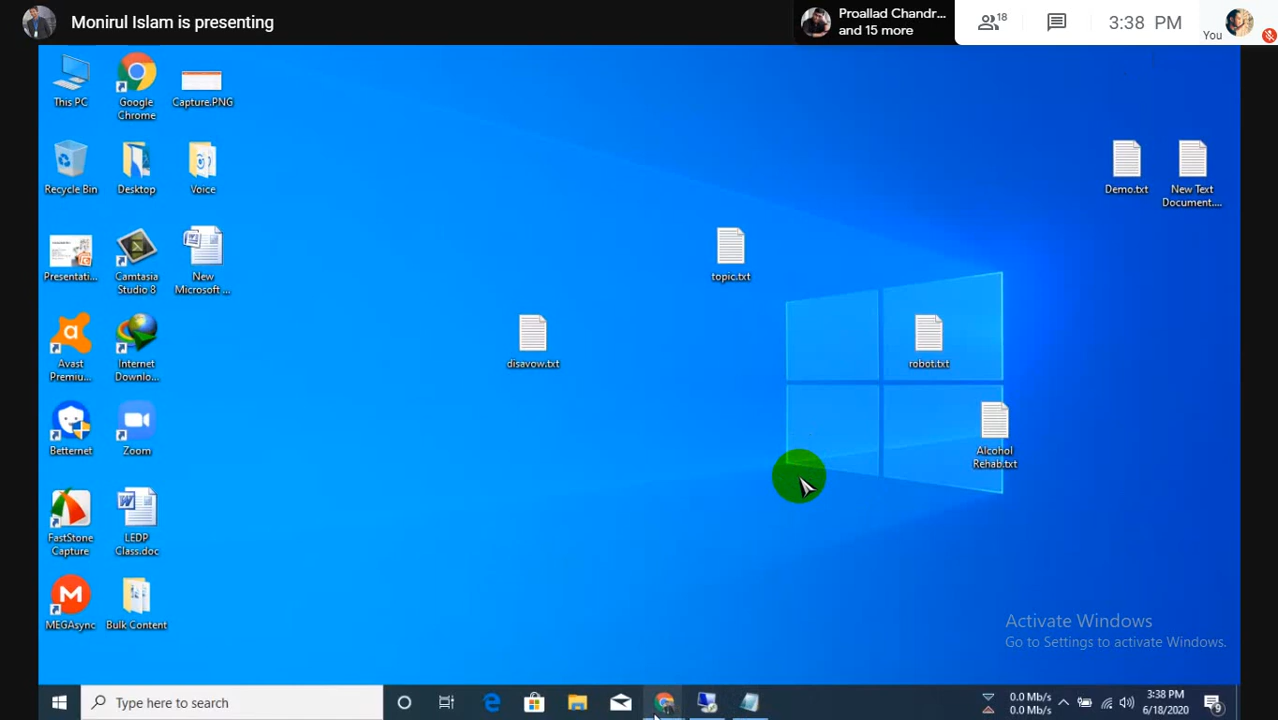 Monirul Islam is presenting
Proallad Chandr...
and 15 more
18
3:38 PM
You
This PC
Google
Chrome
Capture.PNG
Recycle Bin
Desktop
Voice
Demo.txt
New Text
Document....
Presentati...
Camtasia
Studio 8
New
Microsoft ...
topic.txt
Avast
Premiu...
Internet
Downlo...
disavow.txt
robot.txt
Betternet
Zoom
Alcohol
Rehab.txt
FastStone
Capture
LEDP
Class.doc
MEGAsync
Bulk Content
Activate Windows
Go to Settings to activate Windows.
Type here to search
0.0 Mb/s
0.0 Mb/s
3:38 PM
6/18/2020
9